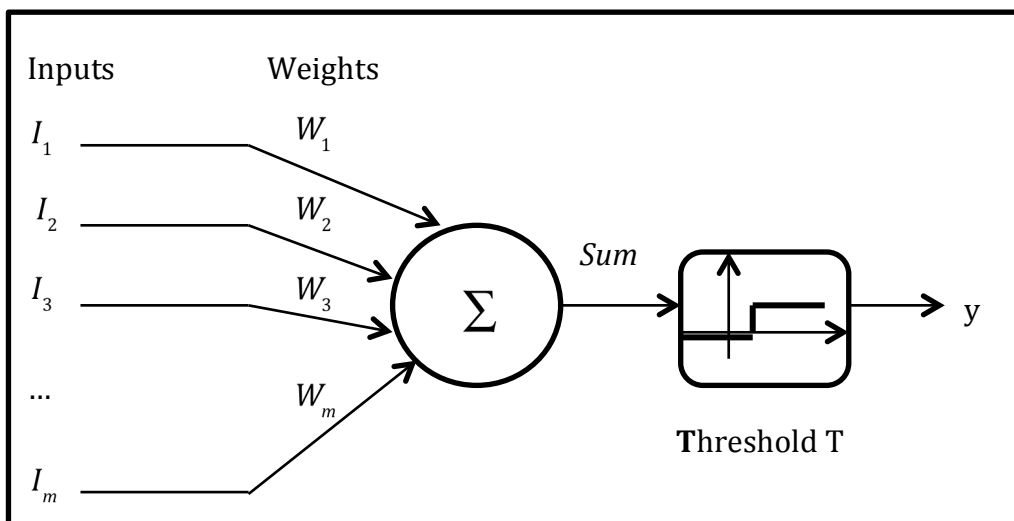 Inputs Weights
I₁ W₁
I₂ W₂
Sum
I₃ W₃
Σ
y
... Wₘ
Threshold T
Iₘ